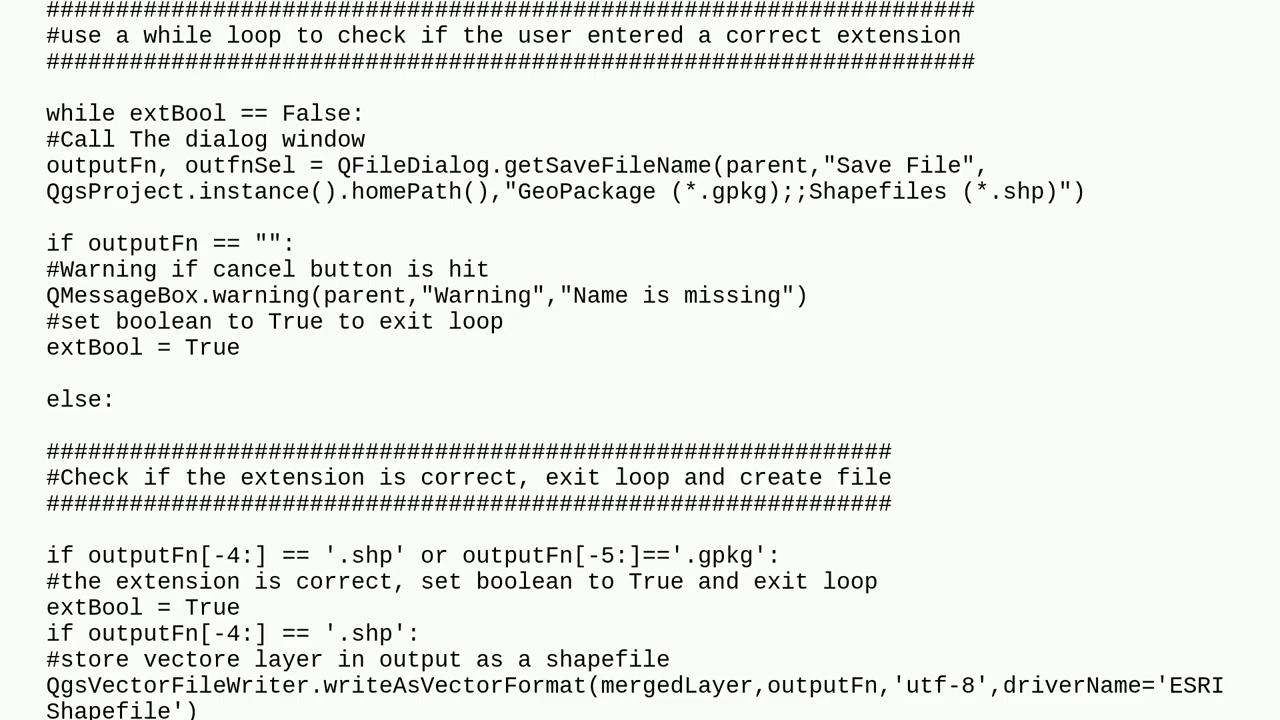 ###################################################################
#use a while loop to check if the user entered a correct extension
###################################################################
while extBool == False:
#Call The dialog window
outputFn, outfnSel = QFileDialog.getSaveFileName(parent,"Save File",
QgsProject.instance().homePath(),"GeoPackage (*.gpkg);;Shapefiles (*.shp)")
if outputFn == "":
#Warning if cancel button is hit
QMessageBox.warning(parent,"Warning","Name is missing")
#set boolean to True to exit loop
extBool = True
else:
#############################################################
#Check if the extension is correct, exit loop and create file
#############################################################
if outputFn[-4:] == '.shp' or outputFn[-5:]=='.gpkg':
#the extension is correct, set boolean to True and exit loop
extBool = True
if outputFn[-4:] == '.shp':
#store vectore layer in output as a shapefile
QgsVectorFileWriter.writeAsVectorFormat(mergedLayer,outputFn,'utf-8',driverName='ESRI
Shapefile')